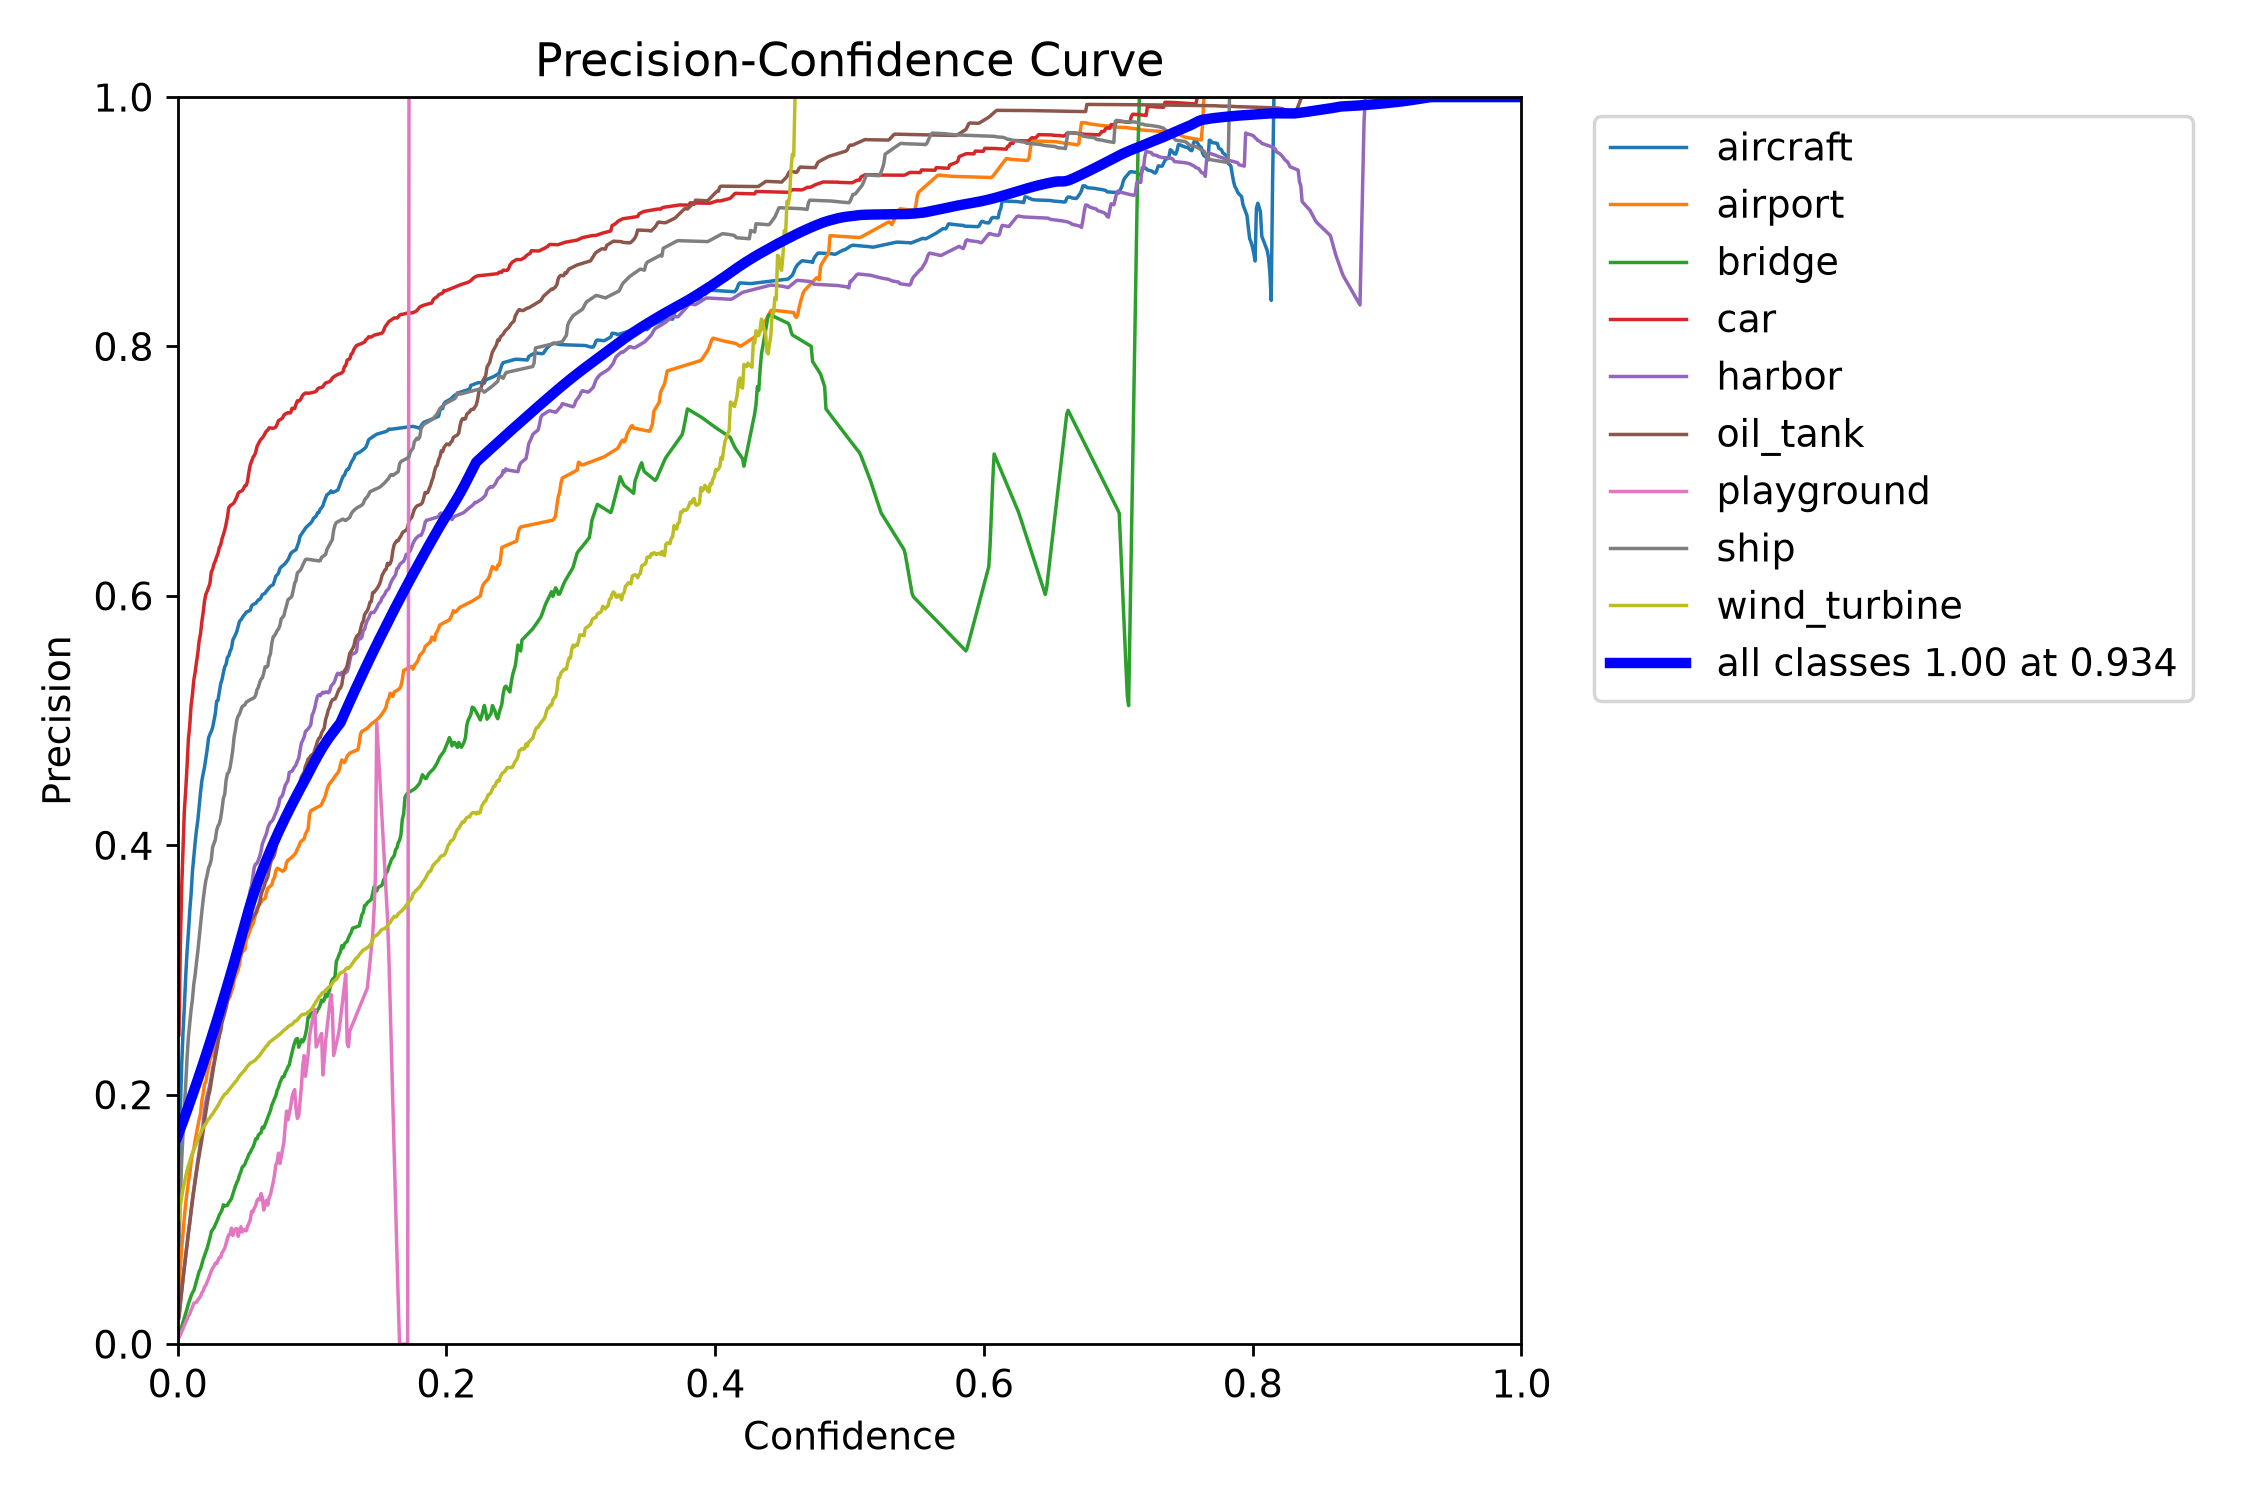 Precision-Confidence Curve
1.0
0.8
0.6
0.4
0.2
0.0
Precision
0.0 0.2 0.4 0.6 0.8 1.0
Confidence
aircraft
airport
bridge
car
harbor
oil_tank
playground
ship
wind_turbine
all classes 1.00 at 0.934